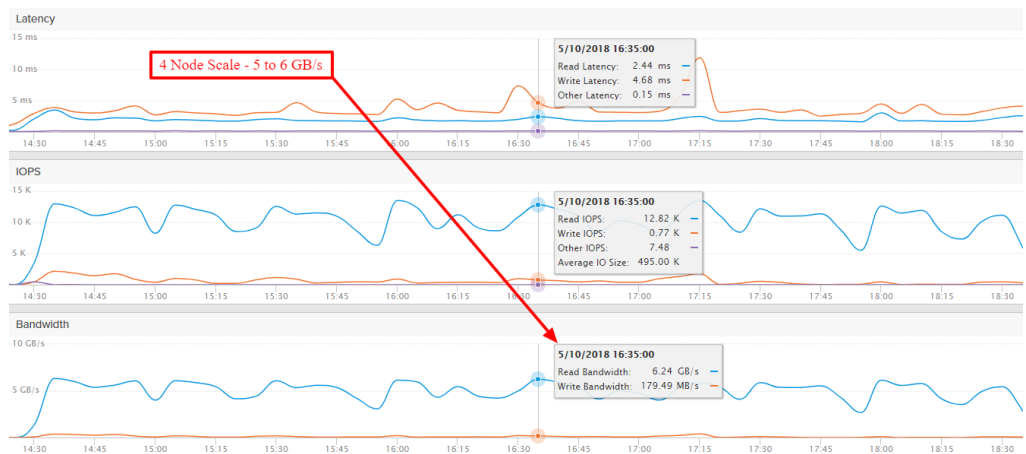 Latency
15 ms
10 ms
5 ms
4 Node Scale - 5 to 6 GB/s
5/10/2018 16:35:00
Read Latency: 2.44 ms
Write Latency: 4.68 ms
Other Latency: 0.15 ms
14:30 14:45 15:00 15:15 15:30 15:45 16:00 16:15 16:30 16:45 17:00 17:15 17:30 17:45 18:00 18:15 18:30
IOPS
15 K
10 K
5 K
5/10/2018 16:35:00
Read IOPS: 12.82 K
Write IOPS: 0.77 K
Other IOPS: 7.48
Average IO Size: 495.00 K
14:30 14:45 15:00 15:15 15:30 15:45 16:00 16:15 16:30 16:45 17:00 17:15 17:30 17:45 18:00 18:15 18:30
Bandwidth
10 GB/s
5 GB/s
5/10/2018 16:35:00
Read Bandwidth: 6.24 GB/s
Write Bandwidth: 179.49 MB/s
14:30 14:45 15:00 15:15 15:30 15:45 16:00 16:15 16:30 16:45 17:00 17:15 17:30 17:45 18:00 18:15 18:30